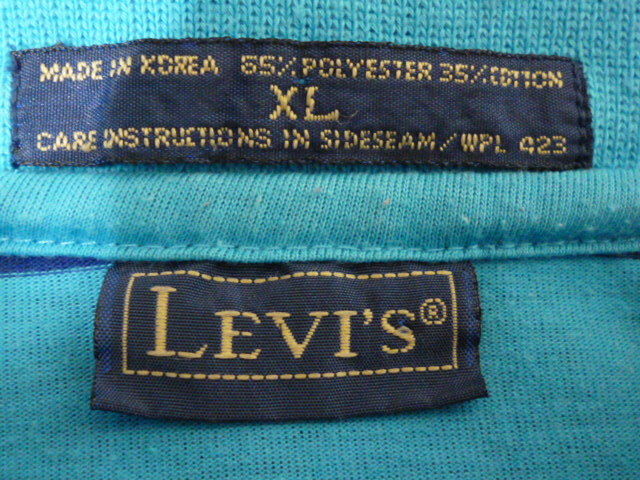 MADE IN KOREA 65% POLYESTER 35% COTTON
XL
CARE INSTRUCTIONS IN SIDESEAM/WPL 423
LEVI'S®